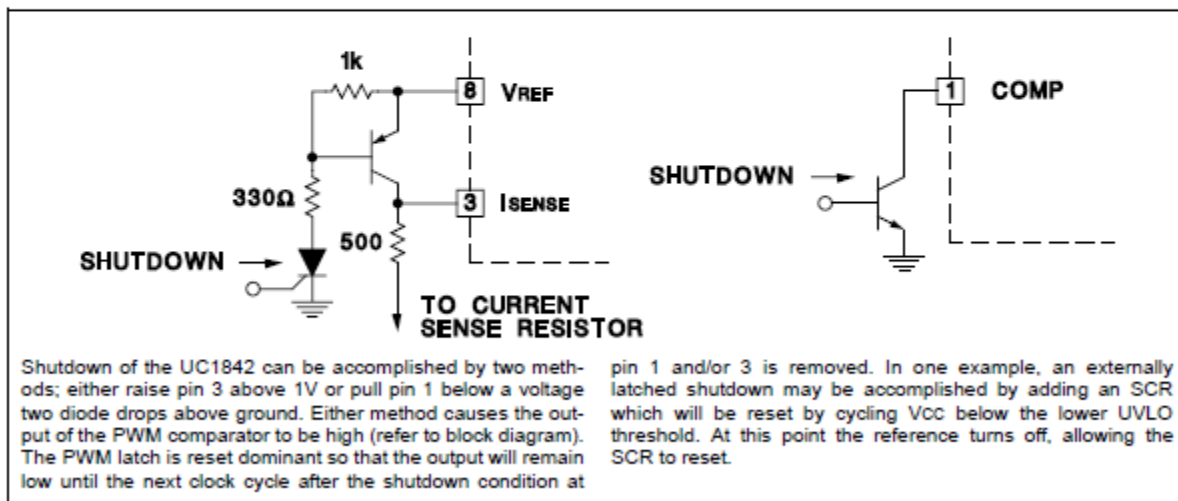 1k
8 VREF
330Ω
3 ISENSE
500
SHUTDOWN
TO CURRENT
SENSE RESISTOR
1 COMP
SHUTDOWN
Shutdown of the UC1842 can be accomplished by two meth-
ods; either raise pin 3 above 1V or pull pin 1 below a voltage
two diode drops above ground. Either method causes the out-
put of the PWM comparator to be high (refer to block diagram).
The PWM latch is reset dominant so that the output will remain
low until the next clock cycle after the shutdown condition at
pin 1 and/or 3 is removed. In one example, an externally
latched shutdown may be accomplished by adding an SCR
which will be reset by cycling VCC below the lower UVLO
threshold. At this point the reference turns off, allowing the
SCR to reset.